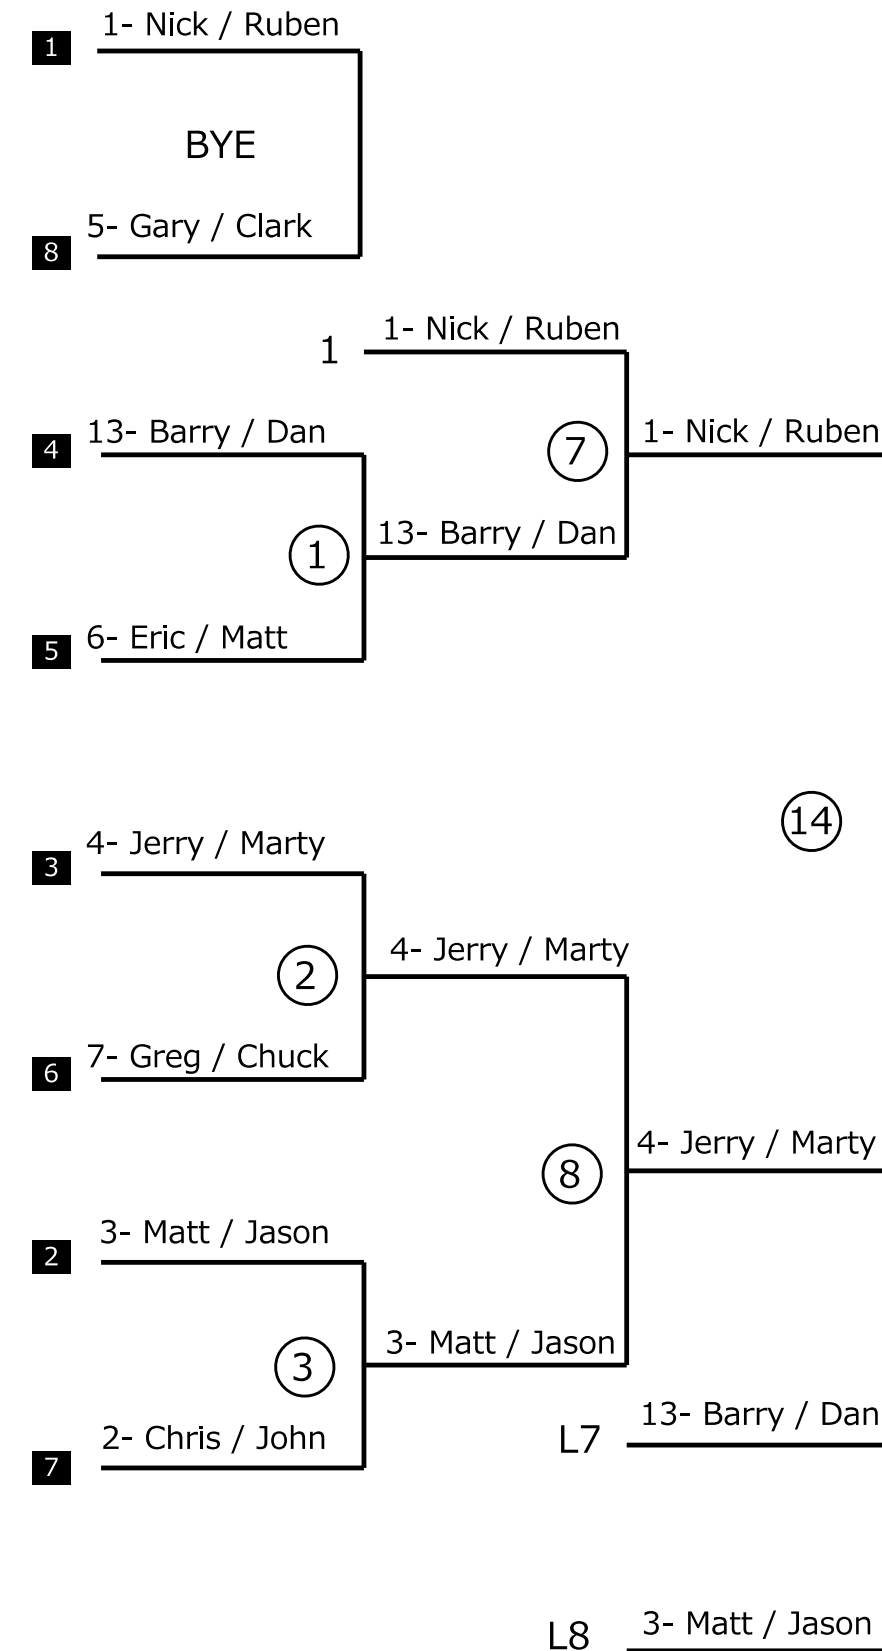 1- Nick / Ruben
1
BYE
5- Gary / Clark
8
1- Nick / Ruben
1
13- Barry / Dan
4
7
1- Nick / Ruben
13- Barry / Dan
1
6- Eric / Matt
5
14
4- Jerry / Marty
3
4- Jerry / Marty
2
7- Greg / Chuck
6
4- Jerry / Marty
8
3- Matt / Jason
2
3- Matt / Jason
3
13- Barry / Dan
L7
2- Chris / John
7
3- Matt / Jason
L8